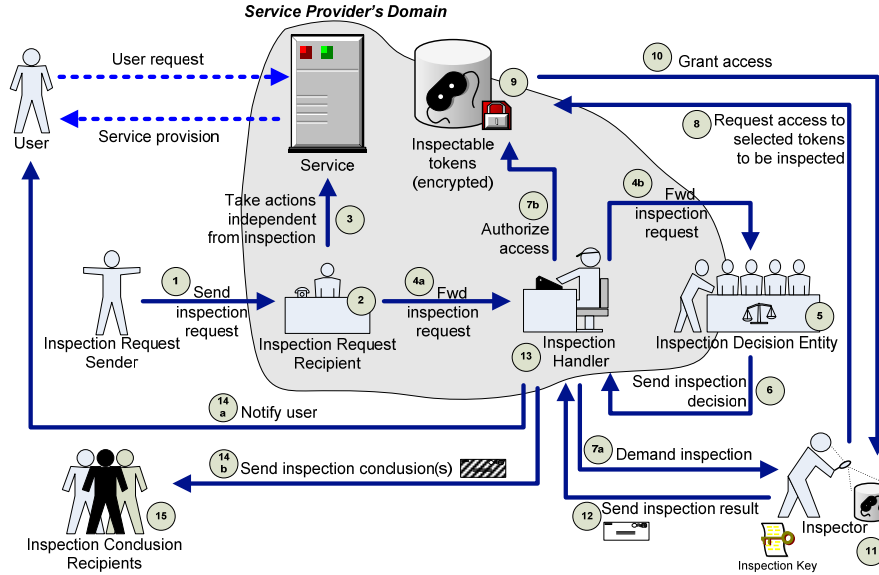 Service Provider's Domain
User request
10
Grant access
9
Service provision
8
Request access to
selected tokens
to be inspected
User
Service
Inspectable
tokens
(encrypted)
4b
Fwd
inspection
request
7b
Authorize
access
Take actions
independent
from inspection
3
1
Send
inspection
request
2
4a
Fwd
inspection
request
5
Inspection Request
Sender
Inspection Request
Recipient
Inspection
Handler
13
Inspection Decision Entity
Send inspection
decision
6
14
a
Notify user
14
b
Send inspection conclusion(s)
7a
Demand inspection
15
12
Send inspection result
Inspector
11
Inspection Conclusion
Recipients
Inspection Key